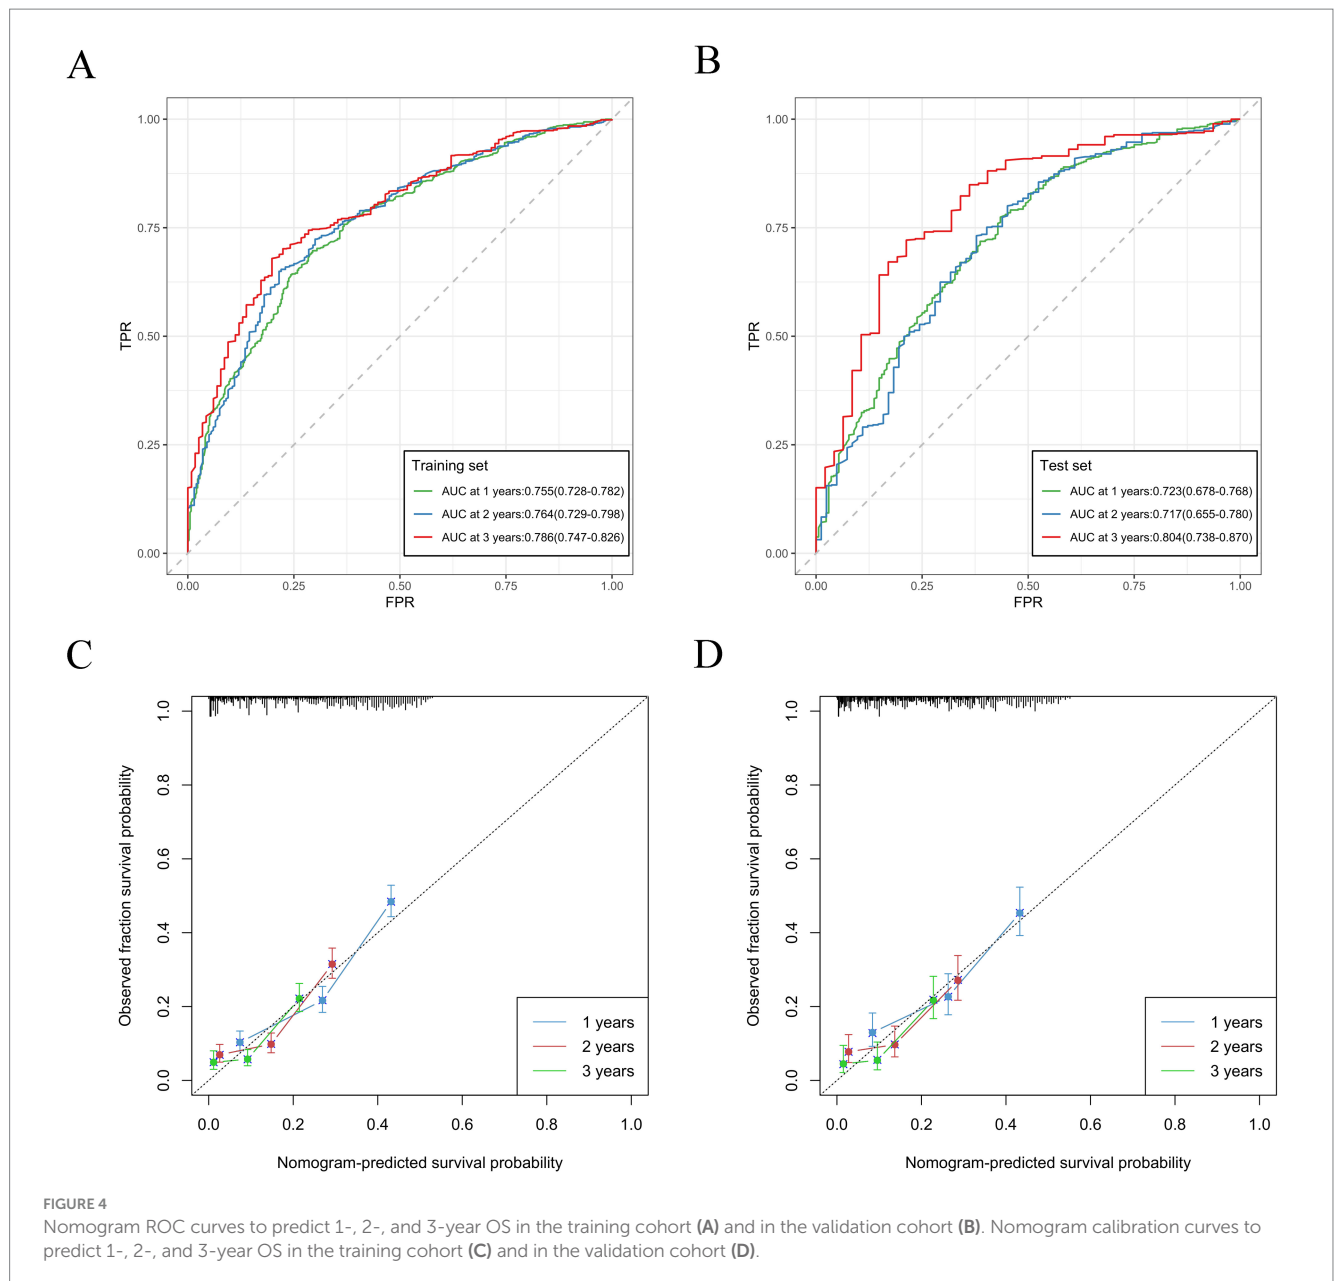 A
1.00
0.75
0.50
0.25
0.00
TPR
Training set
AUC at 1 years:0.755(0.728-0.782)
AUC at 2 years:0.764(0.729-0.798)
AUC at 3 years:0.786(0.747-0.826)
0.00 0.25 0.50 0.75 1.00
FPR
B
1.00
0.75
0.50
0.25
0.00
TPR
Test set
AUC at 1 years:0.723(0.678-0.768)
AUC at 2 years:0.717(0.655-0.780)
AUC at 3 years:0.804(0.738-0.870)
0.00 0.25 0.50 0.75 1.00
FPR
C
1.0
0.8
0.6
0.4
0.2
0.0
Observed fraction survival probability
1 years
2 years
3 years
0.0 0.2 0.4 0.6 0.8 1.0
Nomogram-predicted survival probability
D
1.0
0.8
0.6
0.4
0.2
0.0
Observed fraction survival probability
1 years
2 years
3 years
0.0 0.2 0.4 0.6 0.8 1.0
Nomogram-predicted survival probability
FIGURE 4
Nomogram ROC curves to predict 1-, 2-, and 3-year OS in the training cohort (A) and in the validation cohort (B). Nomogram calibration curves to
predict 1-, 2-, and 3-year OS in the training cohort (C) and in the validation cohort (D).